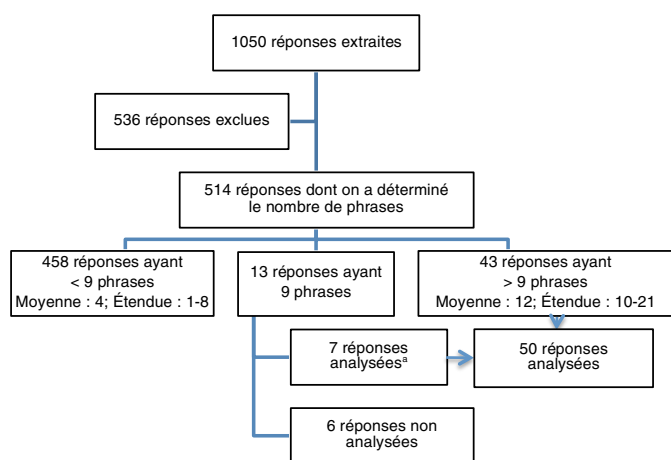 1050 réponses extraites
536 réponses exclues
514 réponses dont on a déterminé
le nombre de phrases
458 réponses ayant
< 9 phrases
Moyenne : 4; Étendue : 1-8
13 réponses ayant
9 phrases
43 réponses ayant
> 9 phrases
Moyenne : 12; Étendue : 10-21
7 réponses
analyséesª
50 réponses
analysées
6 réponses non
analysées